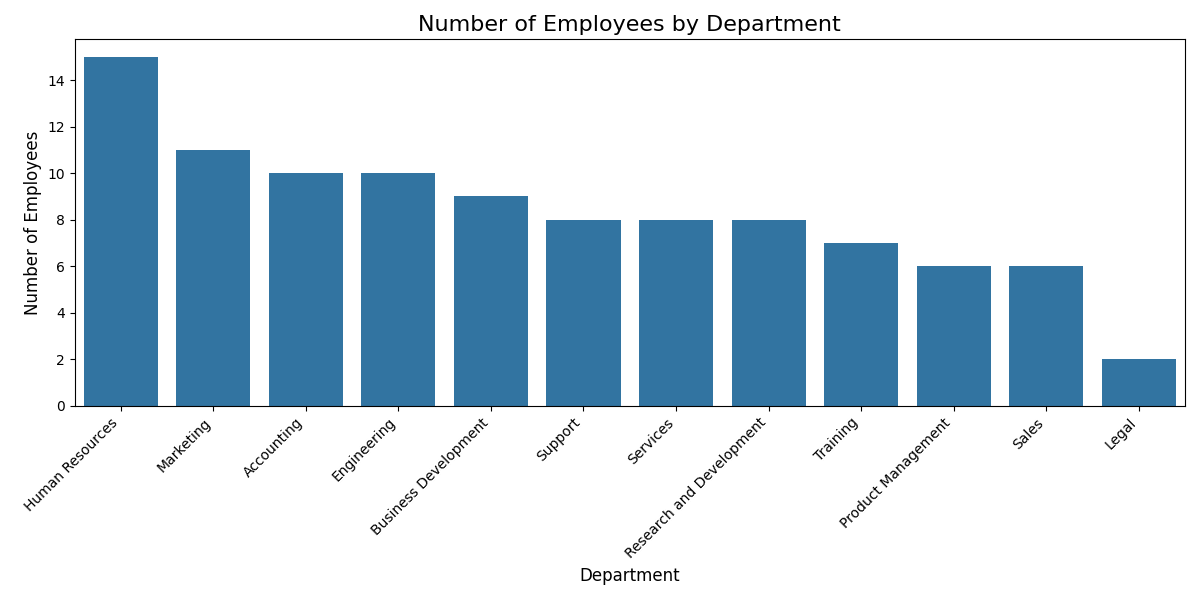 Number of Employees by Department
Number of Employees
14
12
10
8
6
4
2
0
Human Resources
Marketing
Accounting
Engineering
Business Development
Support
Services
Research and Development
Training
Product Management
Sales
Legal
Department